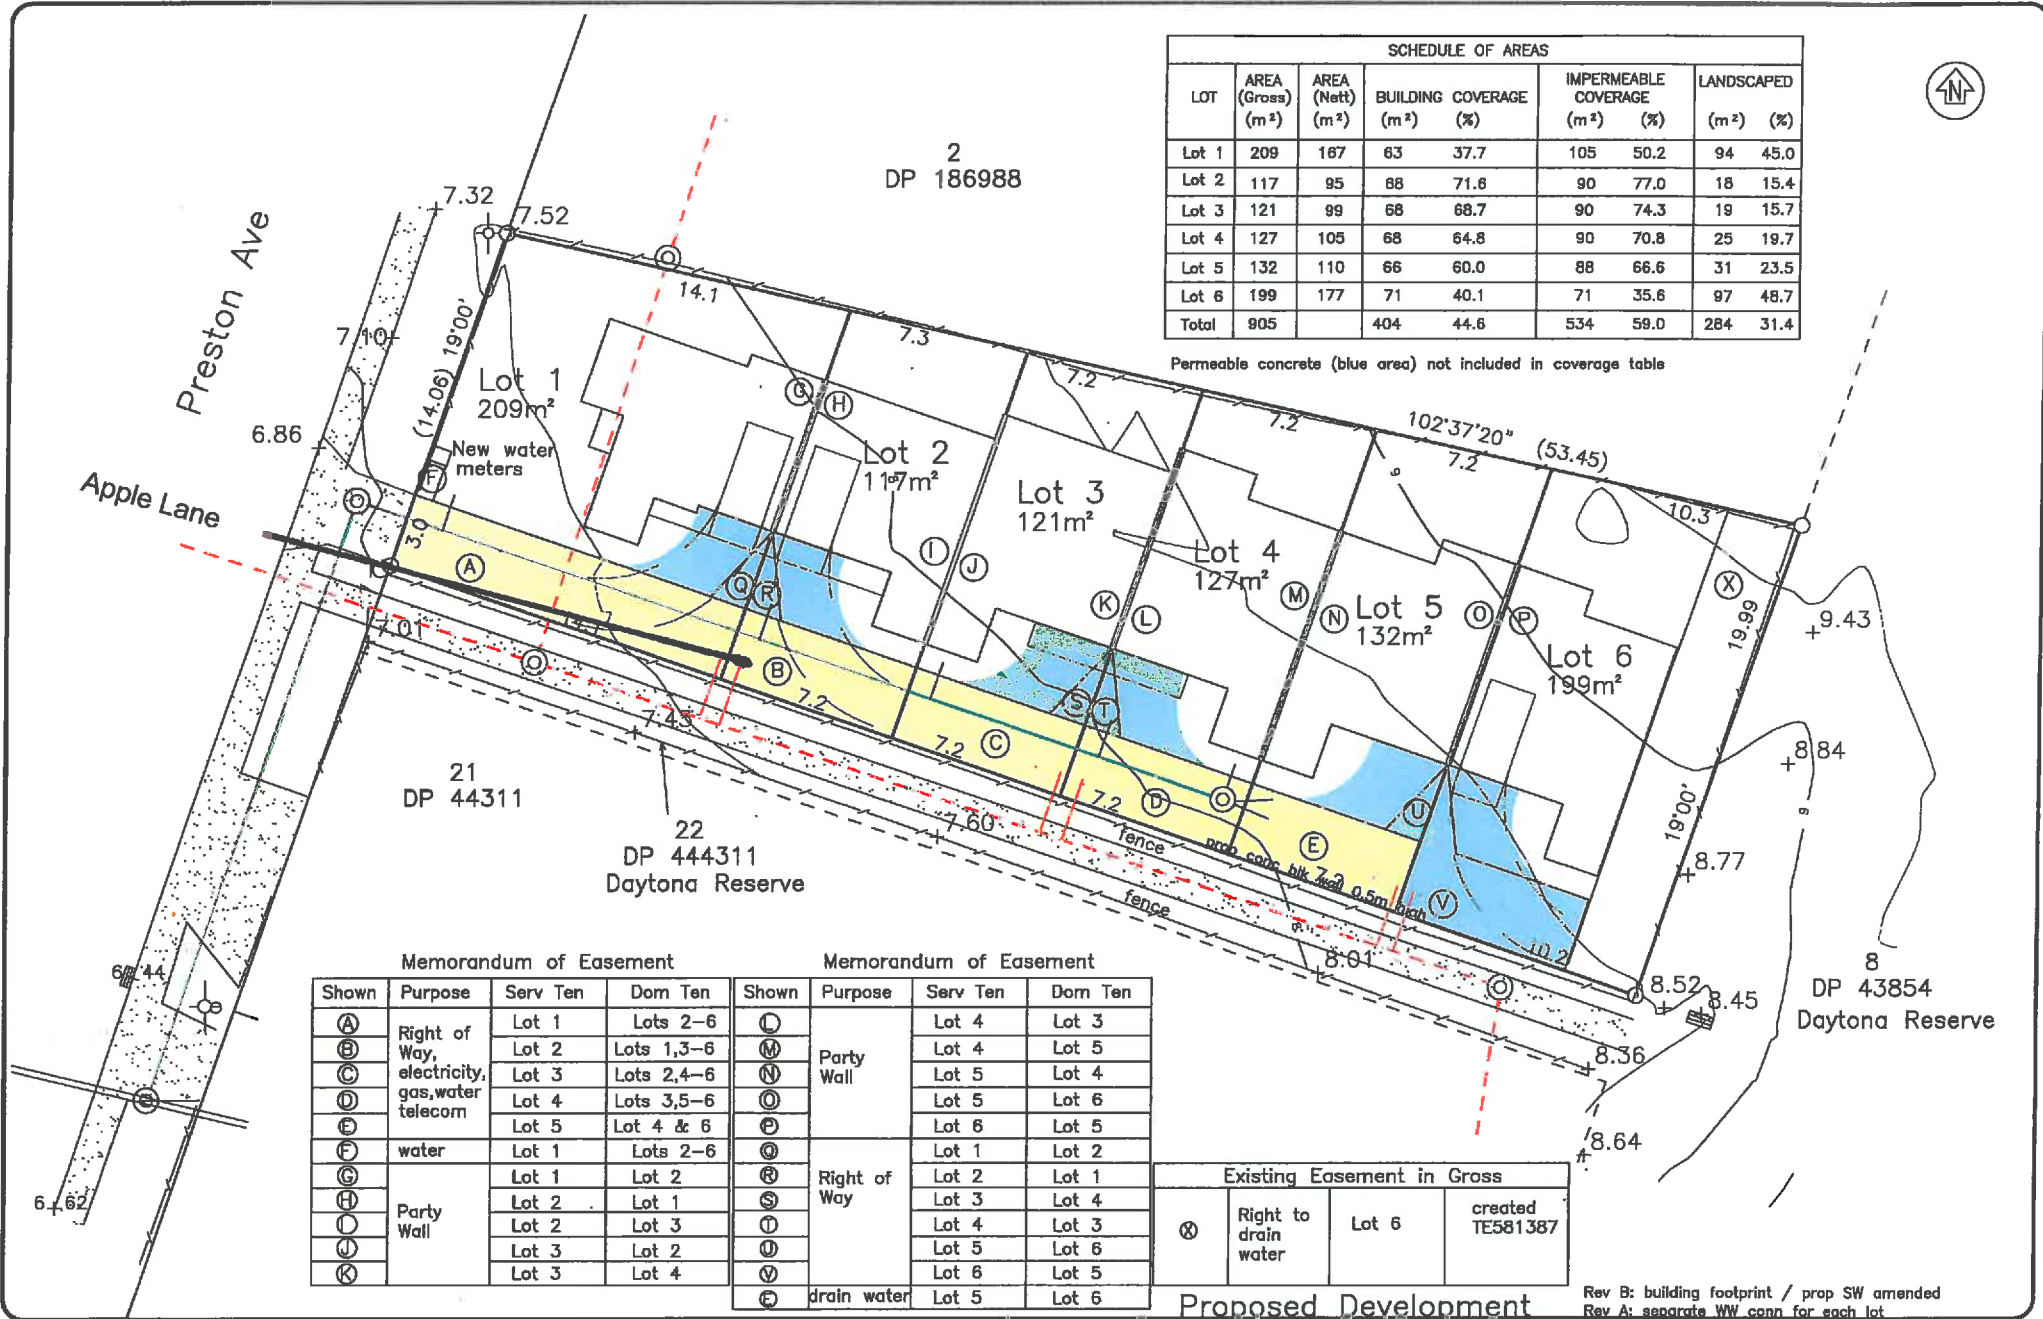 SCHEDULE OF AREAS
LOT AREA (Gross) (m²) AREA (Nett) (m²) BUILDING COVERAGE (m²) (%) IMPERMEABLE COVERAGE (m²) (%) LANDSCAPED (m²) (%)
Lot 1 209 167 63 37.7 105 50.2 94 45.0
Lot 2 117 95 68 71.6 90 77.0 18 15.4
Lot 3 121 99 68 68.7 90 74.3 19 15.7
Lot 4 127 105 68 64.8 90 70.8 25 19.7
Lot 5 132 110 66 60.0 88 66.6 31 23.5
Lot 6 199 177 71 40.1 71 35.6 97 48.7
Total 905 404 44.6 534 59.0 284 31.4
Permeable concrete (blue area) not included in coverage table
N
2
DP 186988
7.32
7.52
Preston Ave
7.10
(14.06) 19°00'
14.1
7.3
7.2
7.2
102°37'20" (53.45)
7.2
10.3
Lot 1
209m²
6.86
New water
meters
F
Apple Lane
3.0
G
H
Lot 2
117m²
Lot 3
121m²
I
J
Lot 4
127m²
K
L
M
N
Lot 5
132m²
O
P
Lot 6
199m²
X
19.99
19°00'
9
9.43
8.84
9
8.77
A
Q
R
B
7.2
S
T
C
7.2
D
7.2
U
E
7.2
V
10.2
7.01
7.43
7.60
fence
prop conc blk wall 0.5m high
fence
8.01
8.52
8.45
8.36
8.64
21
DP 44311
22
DP 444311
Daytona Reserve
8
DP 43854
Daytona Reserve
6.44
6.62
Memorandum of Easement
Shown Purpose Serv Ten Dom Ten
A Right of Way, electricity, gas,water telecom Lot 1 Lots 2-6
B Lot 2 Lots 1,3-6
C Lot 3 Lots 2,4-6
D Lot 4 Lots 3,5-6
E Lot 5 Lot 4 & 6
F water Lot 1 Lots 2-6
G Party Wall Lot 1 Lot 2
H Lot 2 Lot 1
I Lot 2 Lot 3
J Lot 3 Lot 2
K Lot 3 Lot 4
Memorandum of Easement
Shown Purpose Serv Ten Dom Ten
L Party Wall Lot 4 Lot 3
M Lot 4 Lot 5
N Lot 5 Lot 4
O Lot 5 Lot 6
P Lot 6 Lot 5
Q Right of Way Lot 1 Lot 2
R Lot 2 Lot 1
S Lot 3 Lot 4
T Lot 4 Lot 3
U Lot 5 Lot 6
V Lot 6 Lot 5
E drain water Lot 5 Lot 6
Existing Easement in Gross
X Right to drain water Lot 6 created TE581387
Proposed Development
Rev B: building footprint / prop SW amended
Rev A: separate WW conn for each lot